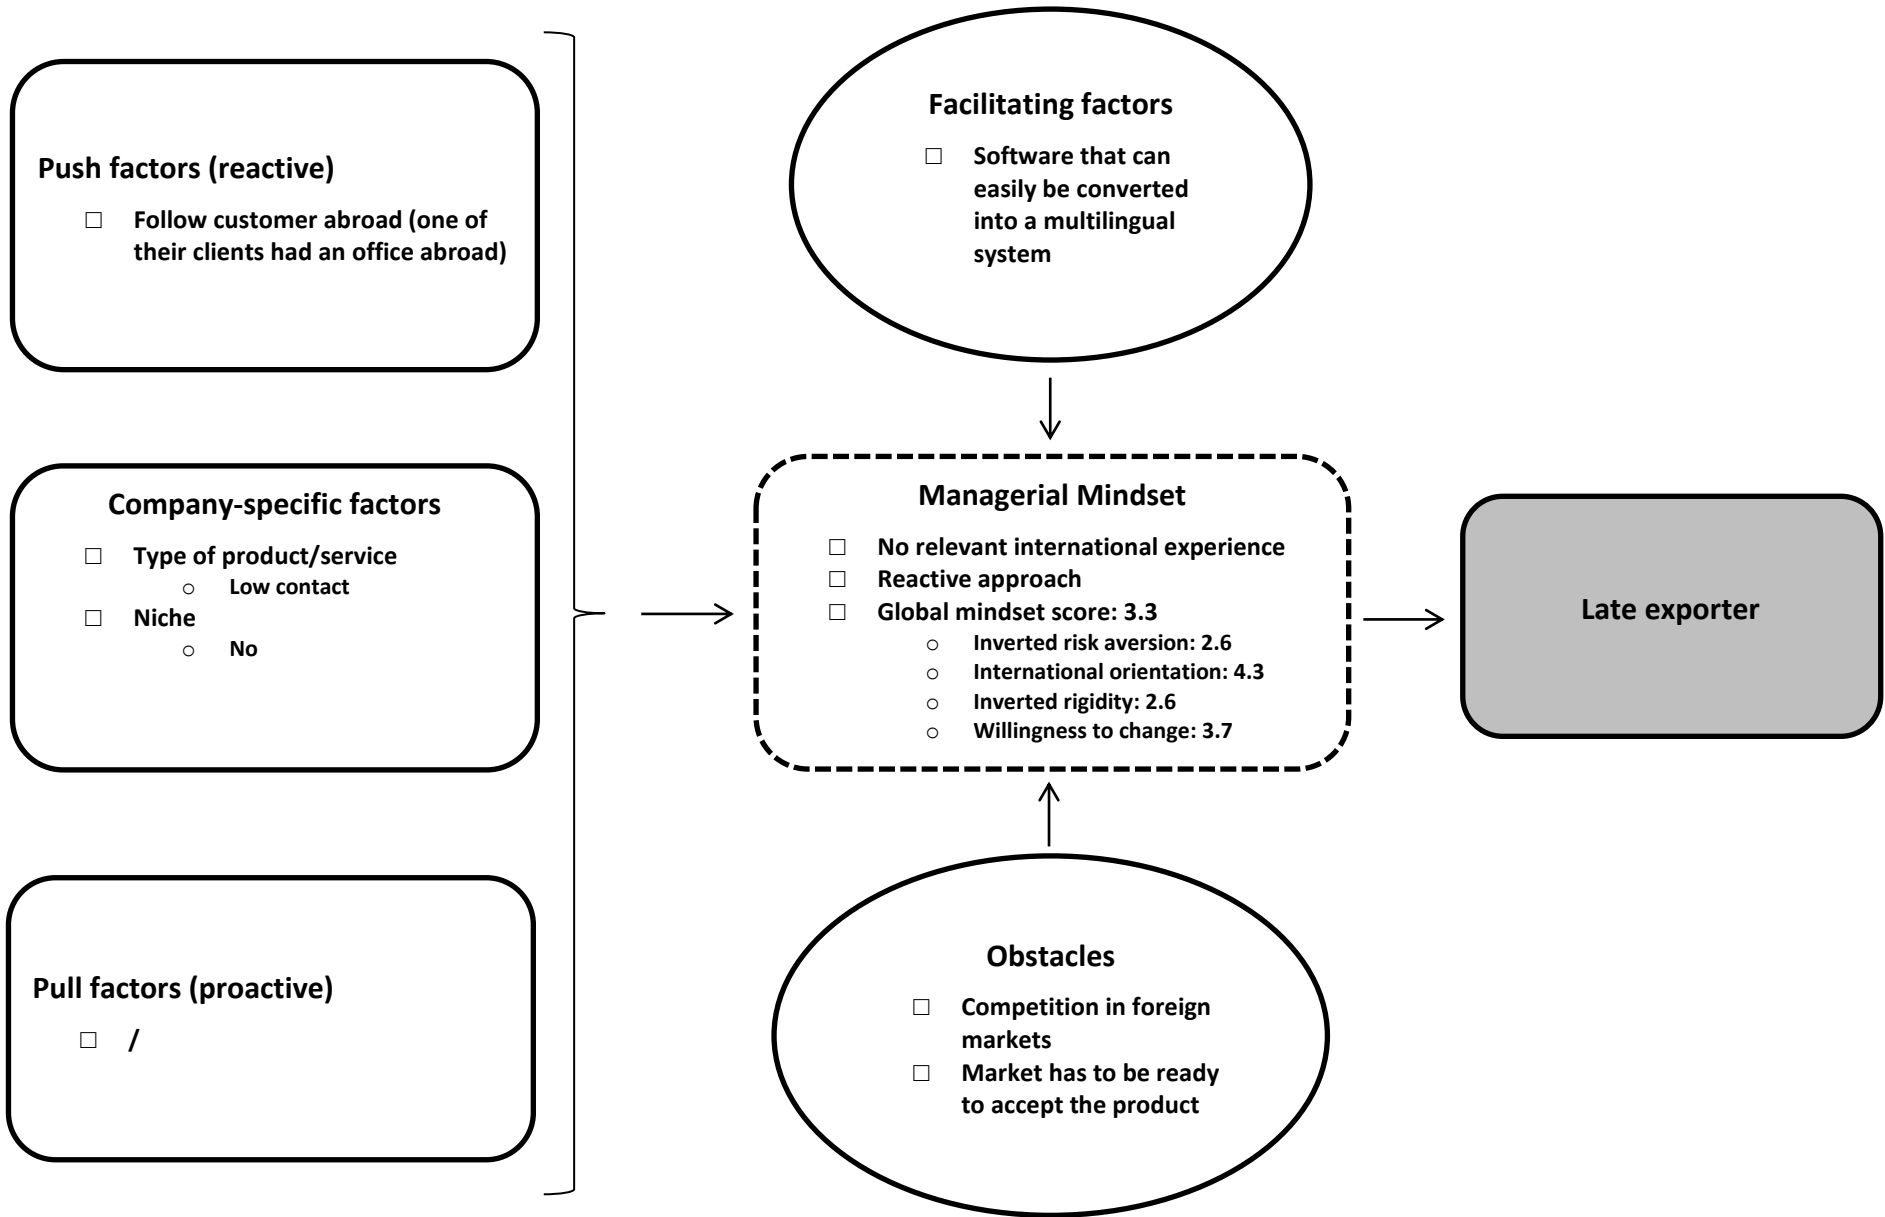 Push factors (reactive)
□ Follow customer abroad (one of
their clients had an office abroad)
Company-specific factors
□ Type of product/service
○ Low contact
□ Niche
○ No
Pull factors (proactive)
□ /
Facilitating factors
□ Software that can
easily be converted
into a multilingual
system
Managerial Mindset
□ No relevant international experience
□ Reactive approach
□ Global mindset score: 3.3
○ Inverted risk aversion: 2.6
○ International orientation: 4.3
○ Inverted rigidity: 2.6
○ Willingness to change: 3.7
Obstacles
□ Competition in foreign
markets
□ Market has to be ready
to accept the product
Late exporter